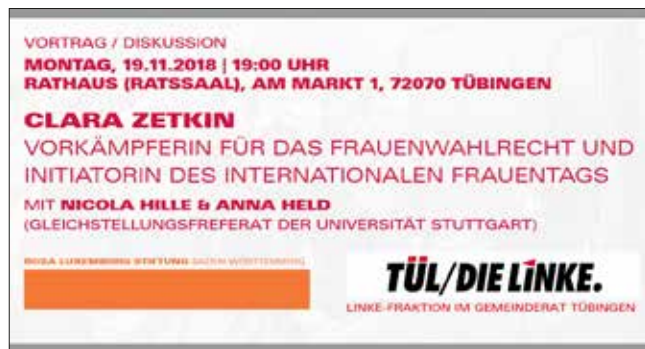 VORTRAG / DISKUSSION
MONTAG, 19.11.2018 | 19:00 UHR
RATHAUS (RATSSAAL), AM MARKT 1, 72070 TÜBINGEN
CLARA ZETKIN
VORKÄMPFERIN FÜR DAS FRAUENWAHLRECHT UND
INITIATORIN DES INTERNATIONALEN FRAUENTAGS
MIT NICOLA HILLE & ANNA HELD
(GLEICHSTELLUNGSFREFERAT DER UNIVERSITÄT STUTTGART)
ROSA LUXEMBURG STIFTUNG BADEN-WÜRTTEMBERG
TÜL/DIE LINKE.
LINKE-FRAKTION IM GEMEINDERAT TÜBINGEN